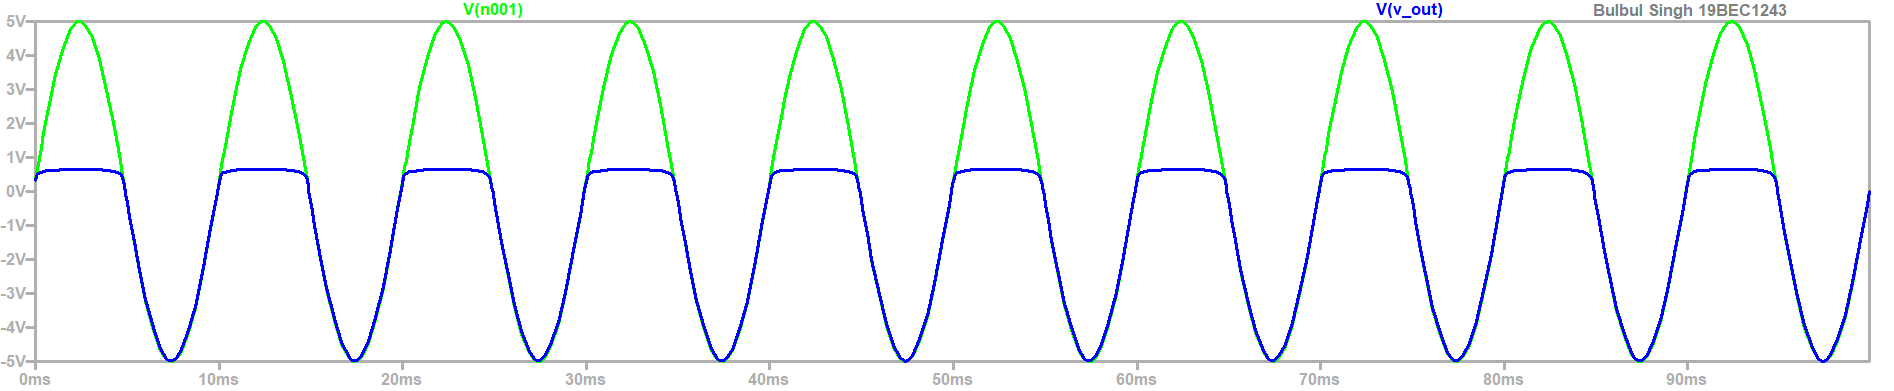 V(n001) V(v_out) Bulbul Singh 19BEC1243
5V
4V
3V
2V
1V
0V
-1V
-2V
-3V
-4V
-5V
0ms 10ms 20ms 30ms 40ms 50ms 60ms 70ms 80ms 90ms